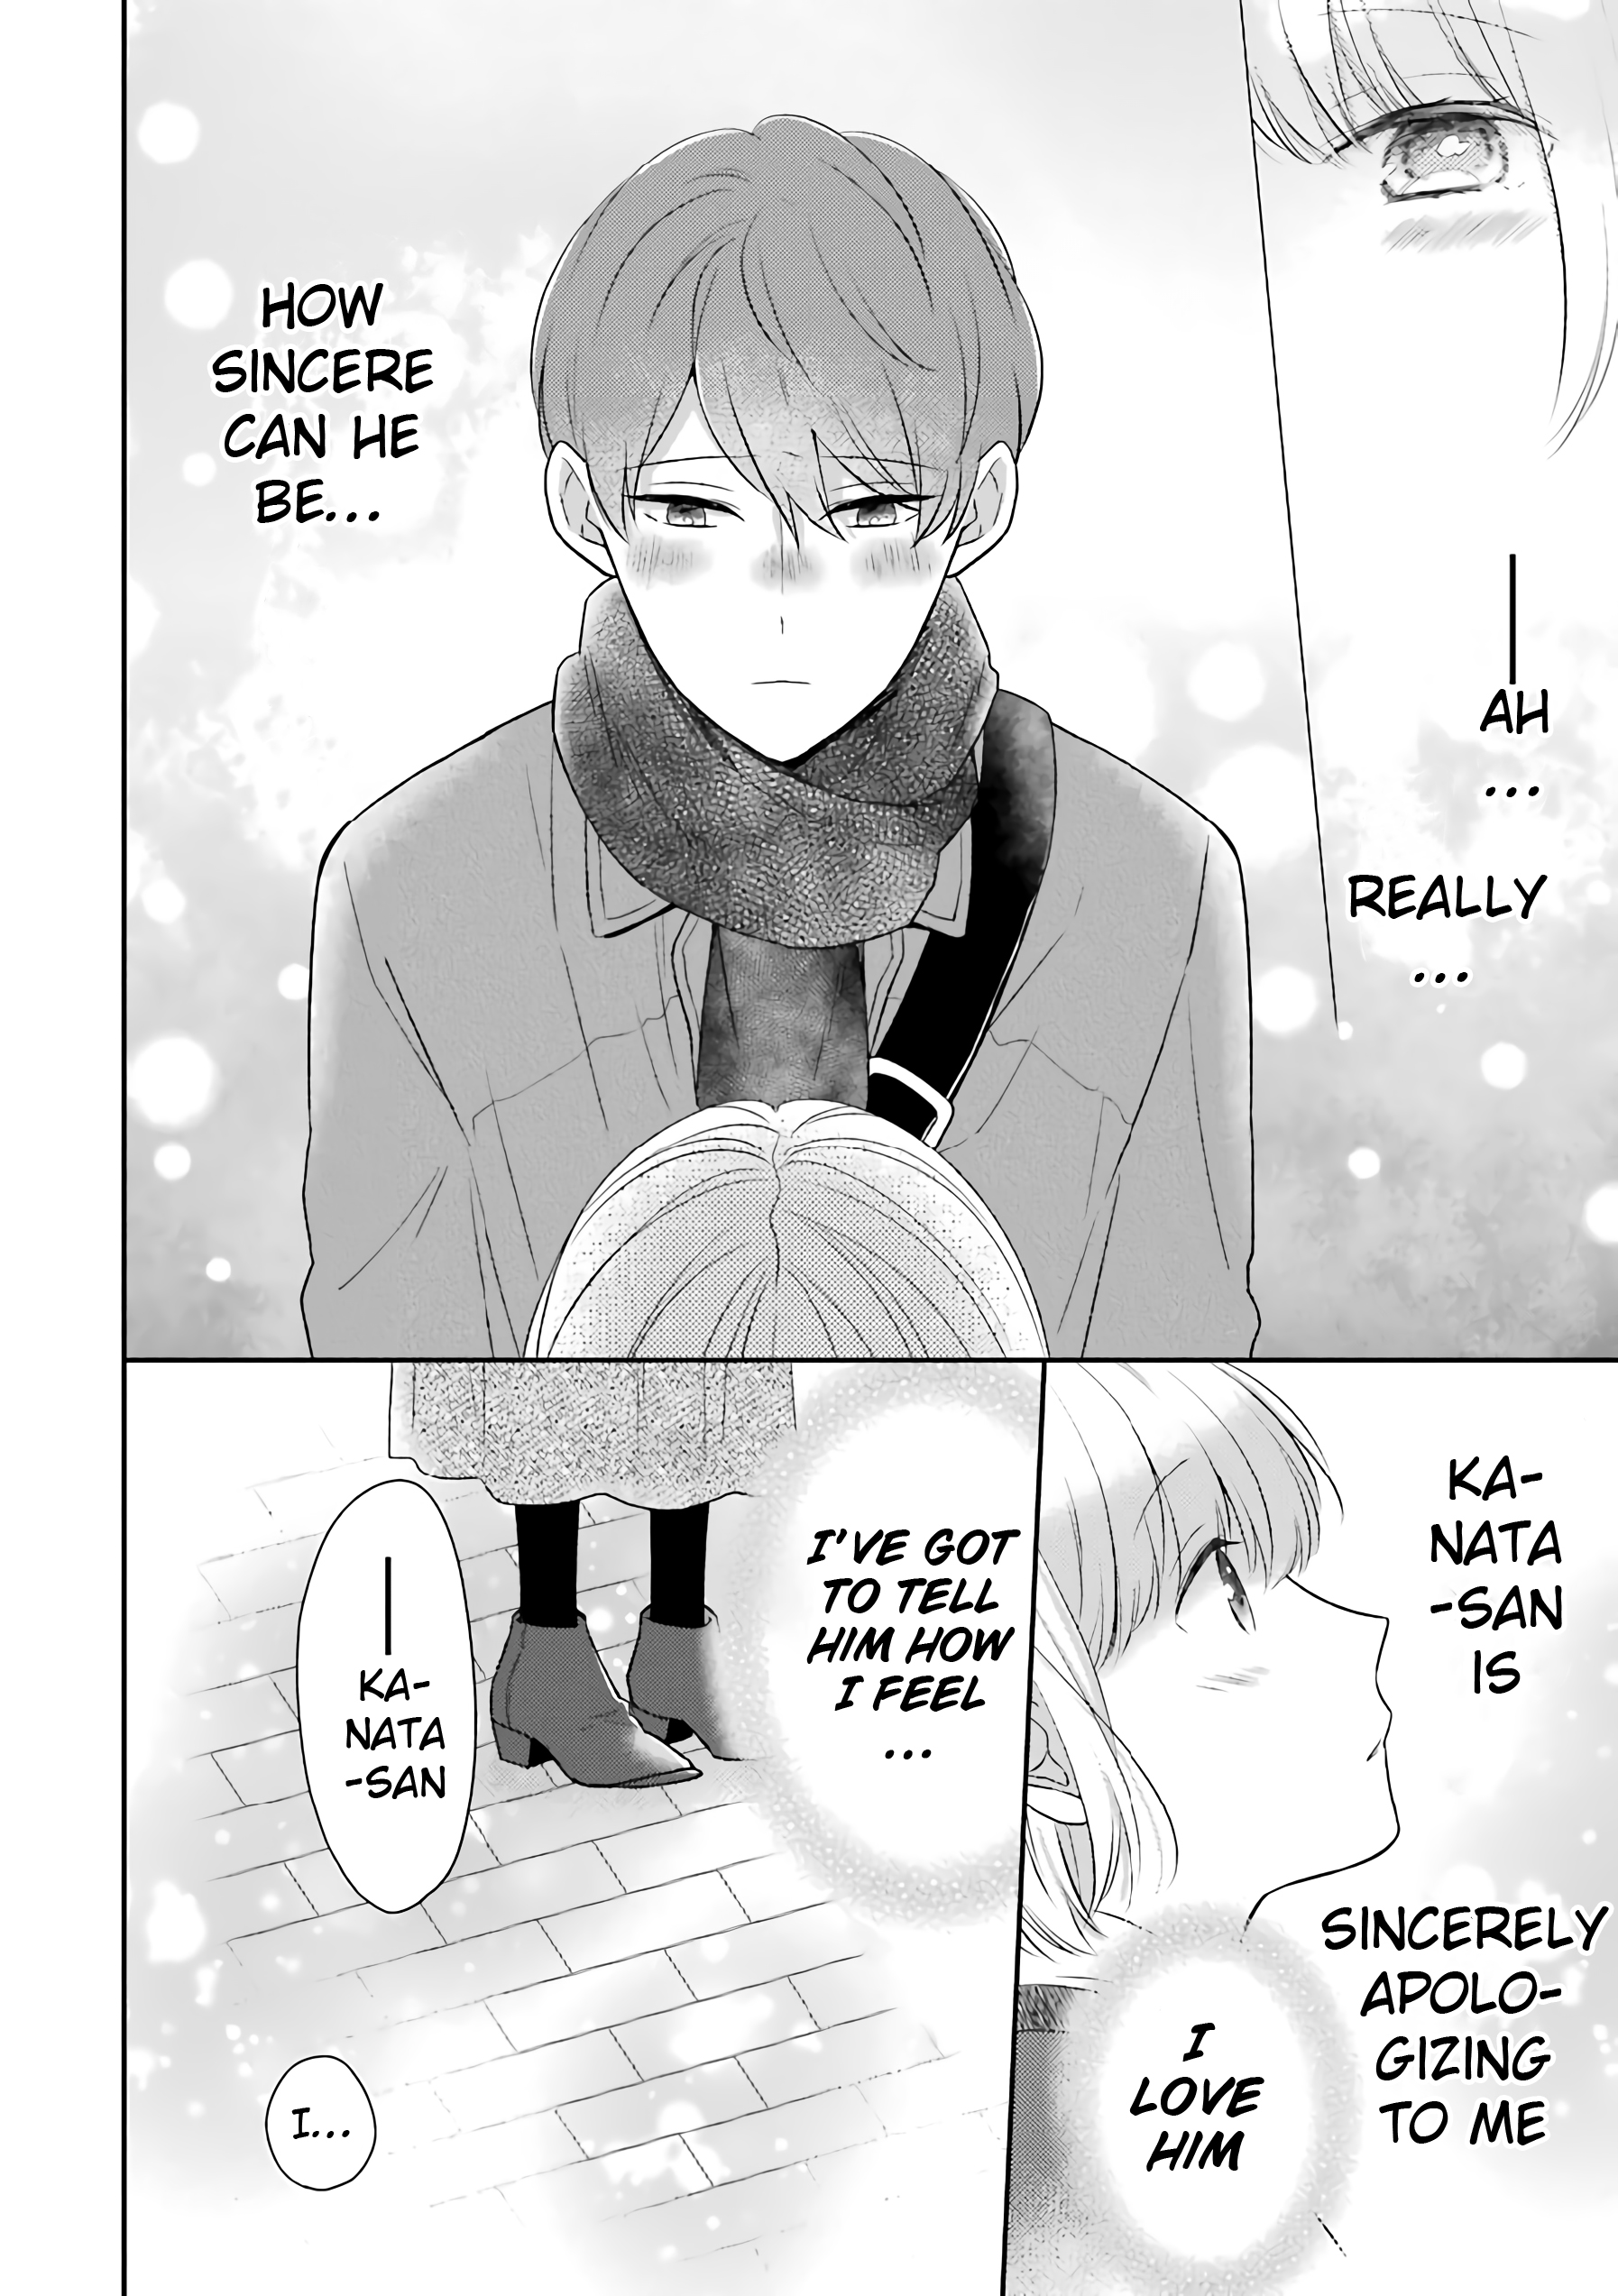 AH
...
REALLY
...
HOW
SINCERE
CAN HE
BE...
KA-
NATA
-SAN
IS
SINCERELY
APOLO-
GIZING
TO ME
I
LOVE
HIM
I'VE GOT
TO TELL
HIM HOW
I FEEL
...
KA-
NATA
-SAN
I...